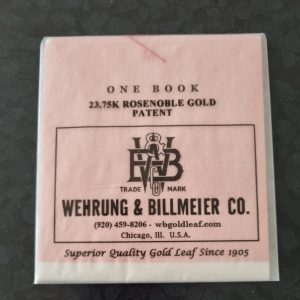 ONE BOOK
23.75K ROSENOBLE GOLD
PATENT
WB
TRADE MARK
WEHRUNG & BILLMEIER CO.
(920) 459-8206 - wbgoldleaf.com
Chicago, Ill. U.S.A.
Superior Quality Gold Leaf Since 1905